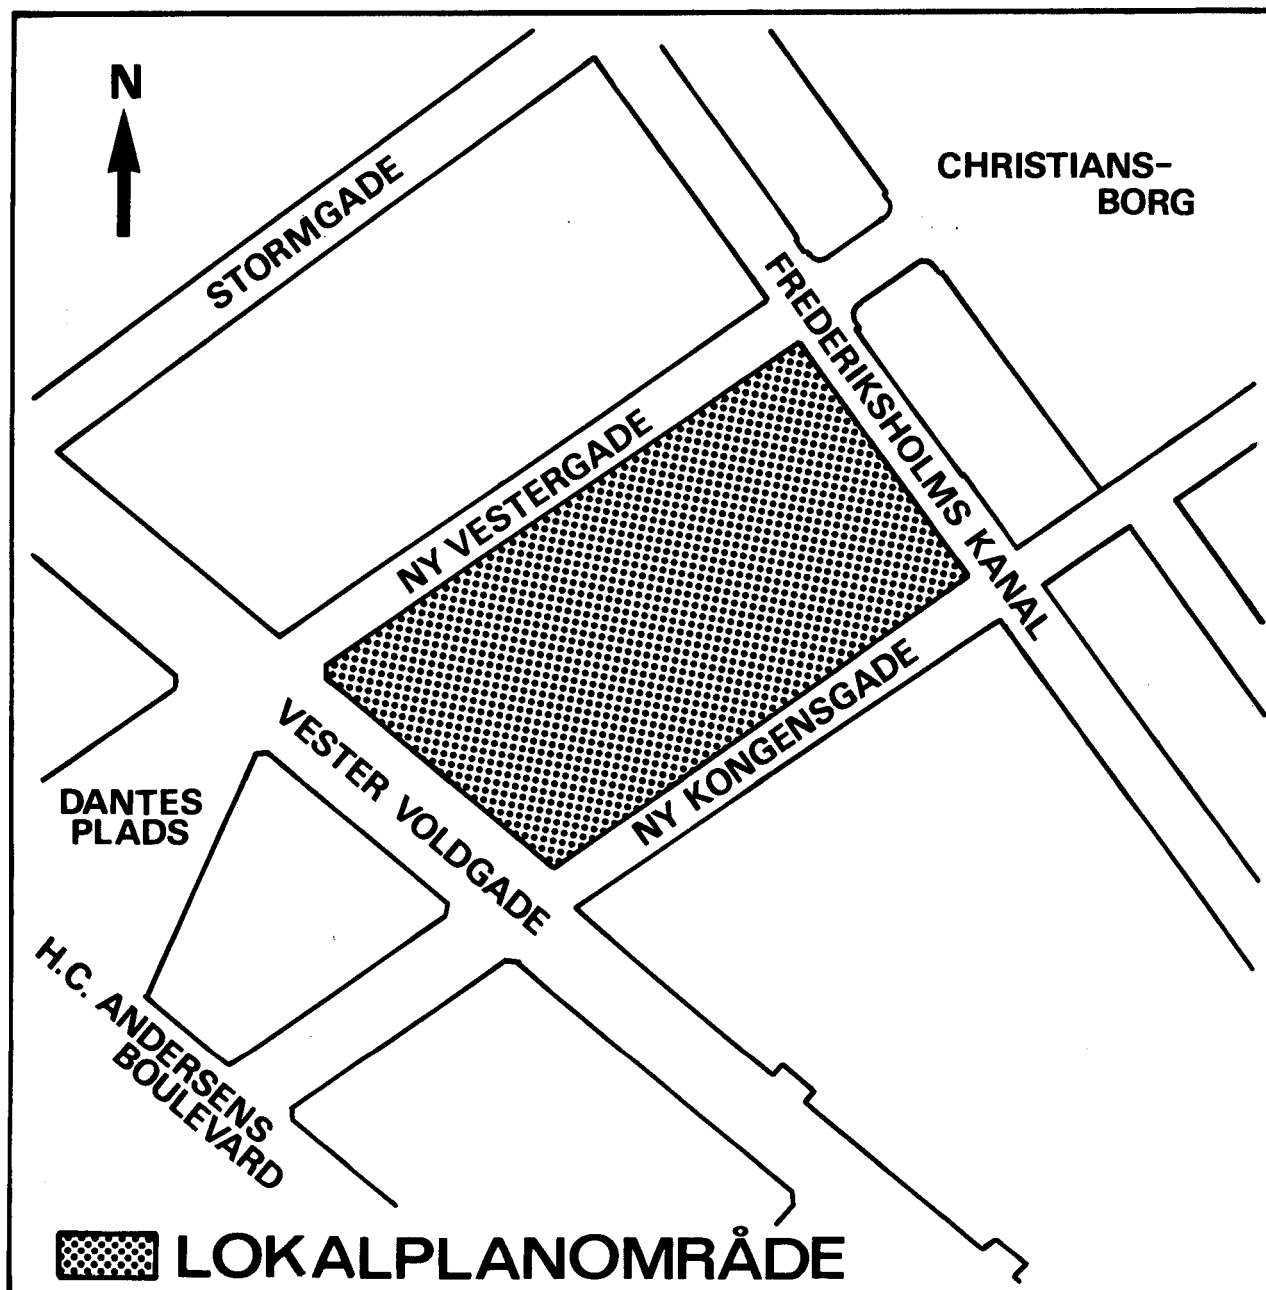 N
CHRISTIANS-
BORG
STORMGADE
FREDERIKSHOLMS KANAL
NY VESTERGADE
NY KONGENSGADE
VESTER VOLDGADE
DANTES
PLADS
H.C. ANDERSENS
BOULEVARD
LOKALPLANOMRÅDE